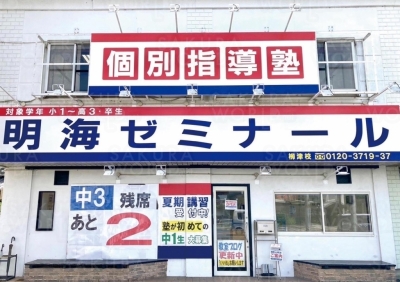 個別指導塾
対象学年 小1〜高3・卒生
明海ゼミナール
柳津校 0120-3719-37
中3 残席
あと 2
夏期講習
受付中!
塾が初めての
中1生 大募集
教室ブログ
更新中